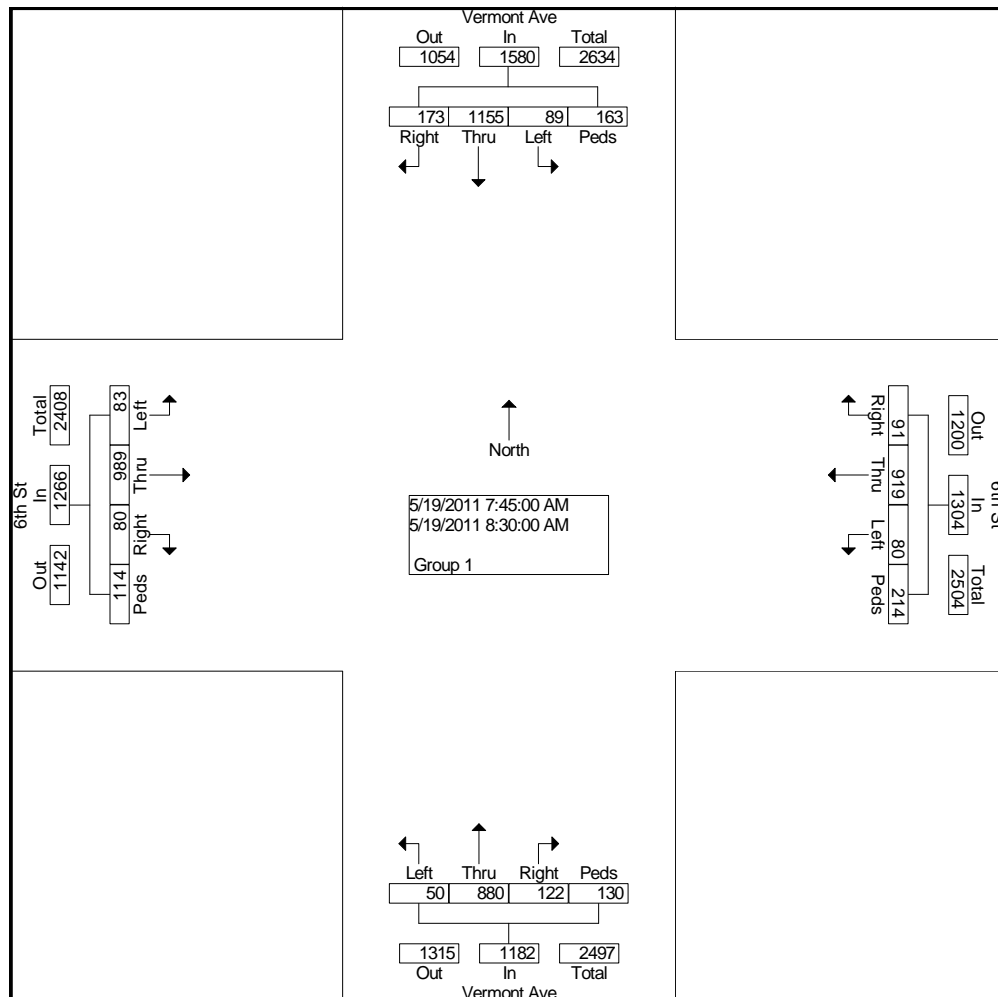 Vermont Ave
Out In Total
1054 1580 2634
173 1155 89 163
Right Thru Left Peds
6th St
Total In Out
2408 1266 1142
83 989 80 114
Left Thru Right Peds
North
5/19/2011 7:45:00 AM
5/19/2011 8:30:00 AM
Group 1
6th St
Out In Total
1200 1304 2504
91 919 80 214
Right Thru Left Peds
Left Thru Right Peds
50 880 122 130
1315 1182 2497
Out In Total
Vermont Ave